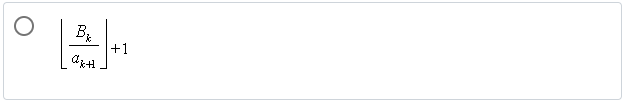 ⌊B_k / a_{k+1}⌋+1